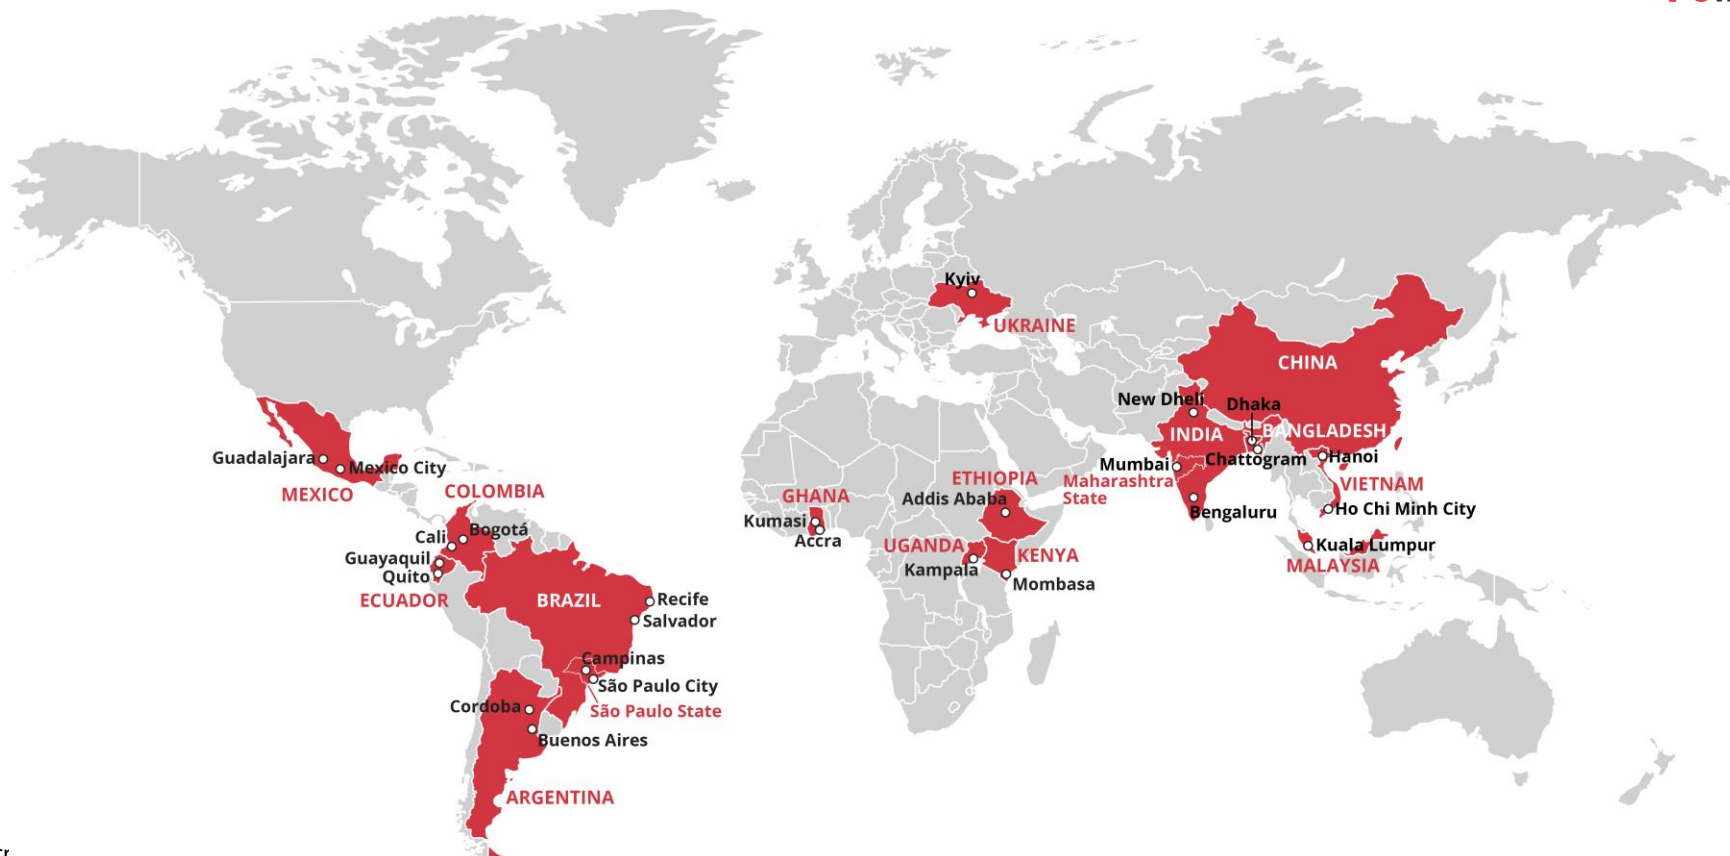 Kyiv
UKRAINE
CHINA
New Dheli
Dhaka
INDIA
BANGLADESH
Guadalajara
Mexico City
Mumbai
Chattogram
Hanoi
MEXICO
COLOMBIA
GHANA
ETHIOPIA
Maharashtra
State
VIETNAM
Addis Ababa
Bengaluru
Ho Chi Minh City
Kumasi
Accra
Cali
Bogotá
UGANDA
KENYA
Kuala Lumpur
MALAYSIA
Guayaquil
Quito
Kampala
Mombasa
ECUADOR
BRAZIL
Recife
Salvador
Campinas
São Paulo City
São Paulo State
Cordoba
Buenos Aires
ARGENTINA